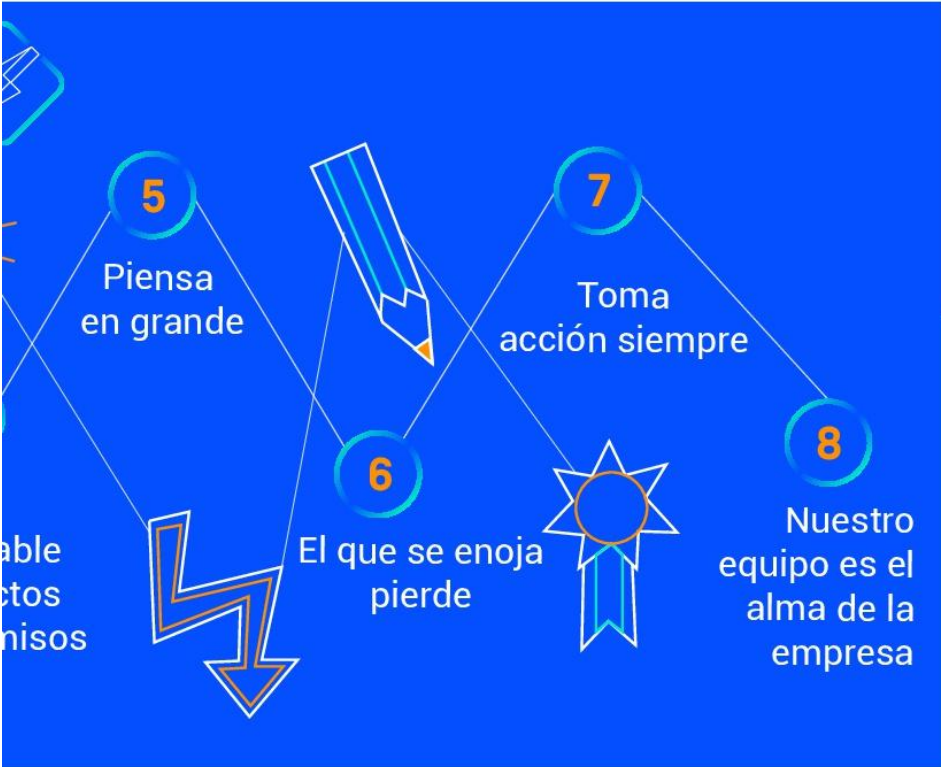 5
Piensa
en grande
6
El que se enoja
pierde
7
Toma
acción siempre
8
Nuestro
equipo es el
alma de la
empresa